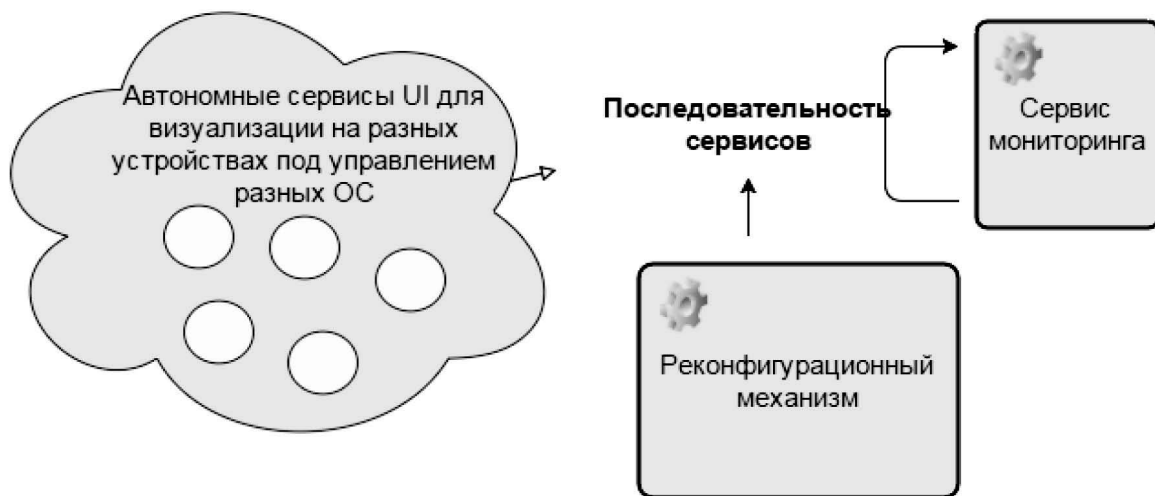 Автономные сервисы UI для
визуализации на разных
устройствах под управлением
разных ОС
Последовательность
сервисов
Сервис
мониторинга
Реконфигурационный
механизм